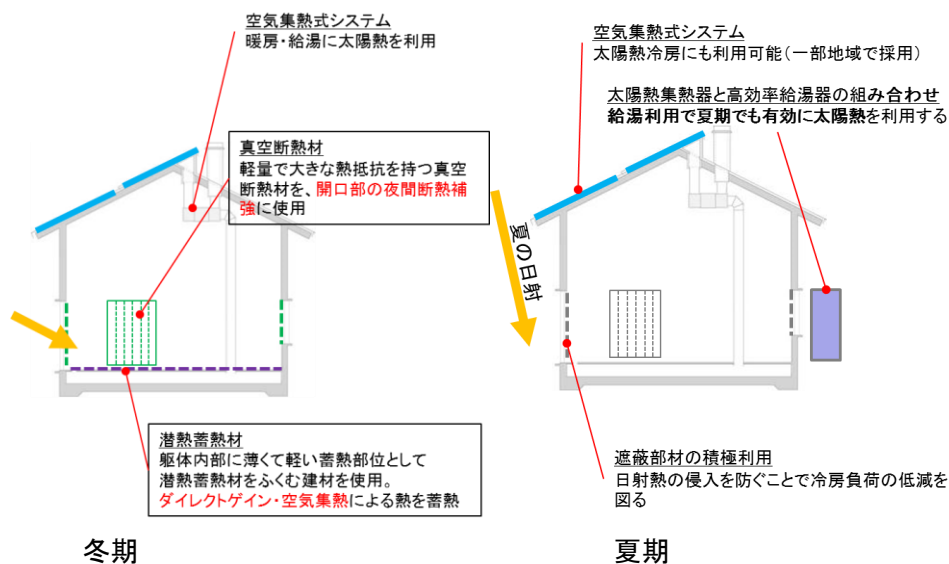 空気集熱式システム
暖房・給湯に太陽熱を利用
真空断熱材
軽量で大きな熱抵抗を持つ真空
断熱材を、開口部の夜間断熱補
強に使用
潜熱蓄熱材
躯体内部に薄くて軽い蓄熱部位として
潜熱蓄熱材をふくむ建材を使用。
ダイレクトゲイン・空気集熱による熱を蓄熱
冬期
空気集熱式システム
太陽熱冷房にも利用可能(一部地域で採用)
太陽熱集熱器と高効率給湯器の組み合わせ
給湯利用で夏期でも有効に太陽熱を利用する
夏の日射
遮蔽部材の積極利用
日射熱の侵入を防ぐことで冷房負荷の低減を
図る
夏期